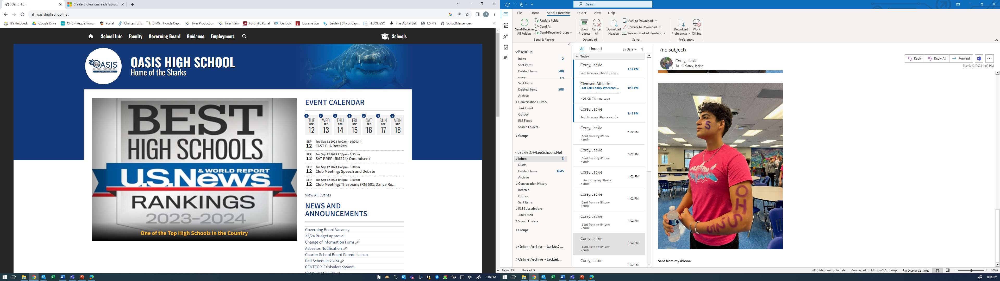 Oasis High
Create professional slide layouts
oasishighschool.net
ITS Helpdesk
Google Drive
OHC - Requisitions...
Portal
Charters.Link
CIMS :: Florida Dep...
Tyler Production
Tyler Train
FortifyFL Portal
Centigix
Iobservation
BenTek | City of Cap...
FLDOE SSO
The Digital Bell
CSIMS
SchoolMessenger:
School Info
Faculty
Governing Board
Guidance
Employment
Schools
OASIS
HIGH SCHOOL
CITY OF CAPE CORAL
OASIS HIGH SCHOOL
Home of the Sharks
BEST
HIGH SCHOOLS
U.S.News
& WORLD REPORT
RANKINGS
2023-2024
One of the Top High Schools in the Country
EVENT CALENDAR
7 TUE SEP 12
1 WED SEP 13
5 THU SEP 14
3 FRI SEP 15
2 SAT SEP 16
1 SUN SEP 17
2 MON SEP 18
SEP 12 Tue Sep 12 2023 7:00am - 10:00am
FAST ELA Retakes
SEP 12 Tue Sep 12 2023 1:35pm - 2:35pm
SAT PREP (RM224/ Omundsen)
SEP 12 Tue Sep 12 2023 1:45pm - 3:00pm
Club Meeting: Speech and Debate
SEP 12 Tue Sep 12 2023 1:45pm - 3:00pm
Club Meeting: Thespians (RM 501/Dance Ro...
View All Events
NEWS AND
ANNOUNCEMENTS
Governing Board Vacancy
23/24 Budget approval
Change of Information Form
Asbestos Notification
Charter School Board Parent Liaison
Bell Schedule 23-24
CENTEGIX CrisisAlert System
Dress Code 23-24
1:18 PM
Search
File
Home
Send / Receive
Folder
View
Help
Send/Receive
All Folders
Update Folder
Send All
Send/Receive Groups
Send & Receive
Show
Progress
Cancel
All
Download
Download
Headers
Mark to Download
Unmark to Download
Process Marked Headers
Server
Download
Preferences
Work
Offline
Preferences
Favorites
Inbox 2
Sent Items
Deleted Items 508
Drafts [5]
Sent Items
Deleted Items 508
Archive
Conversation History
Junk Email
Outbox
RSS Feeds
Search Folders
Groups
JackieLC@LeeSchools.Net
Inbox 3
Drafts
Deleted Items 1645
Archive
Conversation History
Infected
Outbox
Sent Items
RSS Subscriptions
Junk Email
Search Folders
Groups
Online Archive - Jackie.C...
Online Archive - JackieL...
All
Unread
By Date
Today
Corey, Jackie
1:18 PM
Sent from my iPhone <end>
Clemson Athletics
Last Call: Family Weekend ...
1:18 PM
NOTICE: This message
Corey, Jackie
1:15 PM
Sent from my iPhone <end>
Corey, Jackie
1:02 PM
Sent from my iPhone
<end>
Corey, Jackie
1:02 PM
Sent from my iPhone
<end>
Corey, Jackie
1:02 PM
Sent from my iPhone
<end>
Corey, Jackie
1:02 PM
Sent from my iPhone
<end>
Corey, Jackie
1:02 PM
Sent from my iPhone
<end>
Corey, Jackie
1:02 PM
Sent from my iPhone
<end>
Corey, Jackie
1:02 PM
(no subject)
Corey, Jackie
To Corey, Jackie
Reply
Reply All
Forward
Tue 9/12/2023 1:02 PM
S
OHS
Sent from my iPhone
Items: 15
Unread: 3
All folders are up to date.
Connected to: Microsoft Exchange
Display Settings
100%
1:18 PM